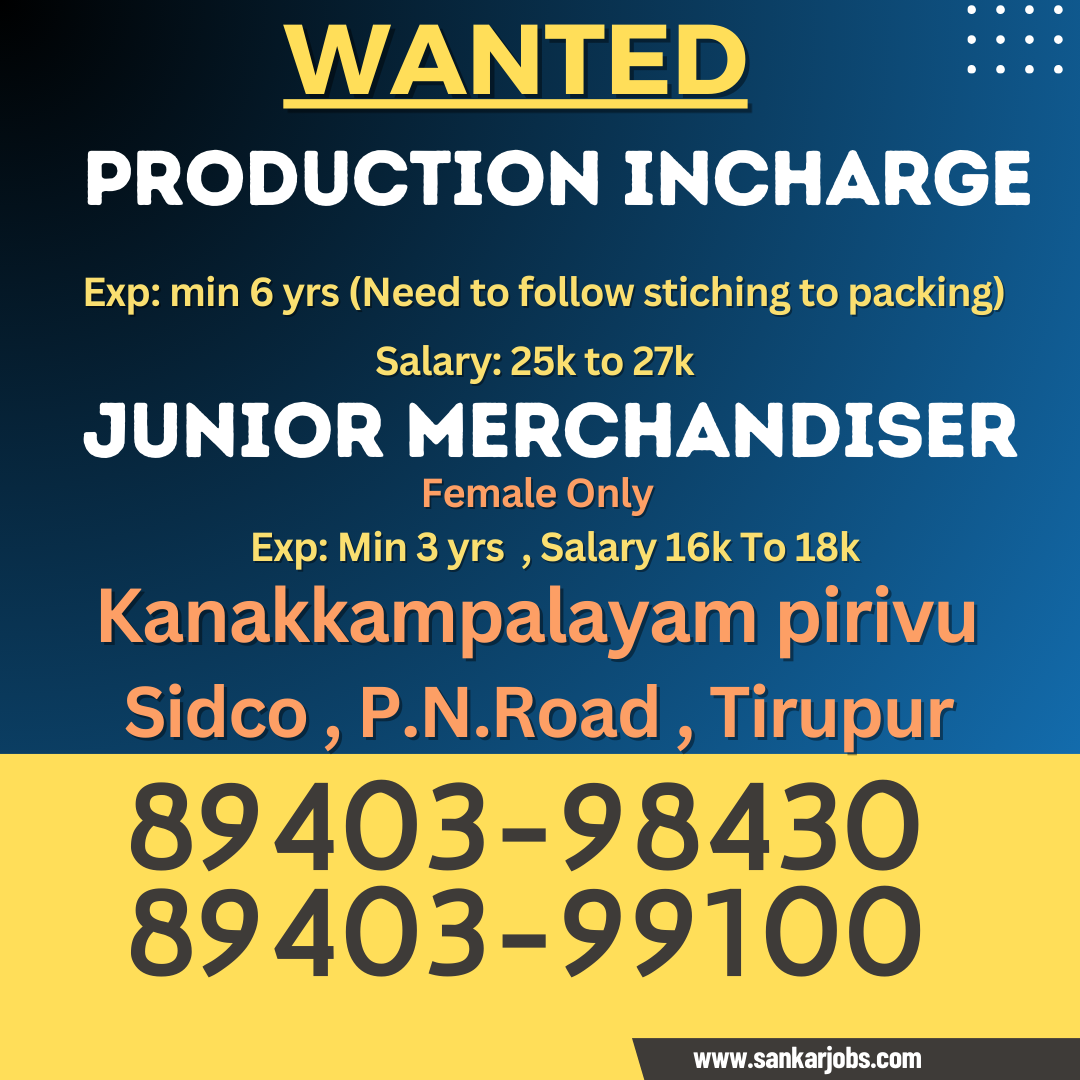 WANTED
PRODUCTION INCHARGE
Exp: min 6 yrs (Need to follow stiching to packing)
Salary: 25k to 27k
JUNIOR MERCHANDISER
Female Only
Exp: Min 3 yrs , Salary 16k To 18k
Kanakkampalayam pirivu
Sidco , P.N.Road , Tirupur
89403-98430
89403-99100
www.sankarjobs.com